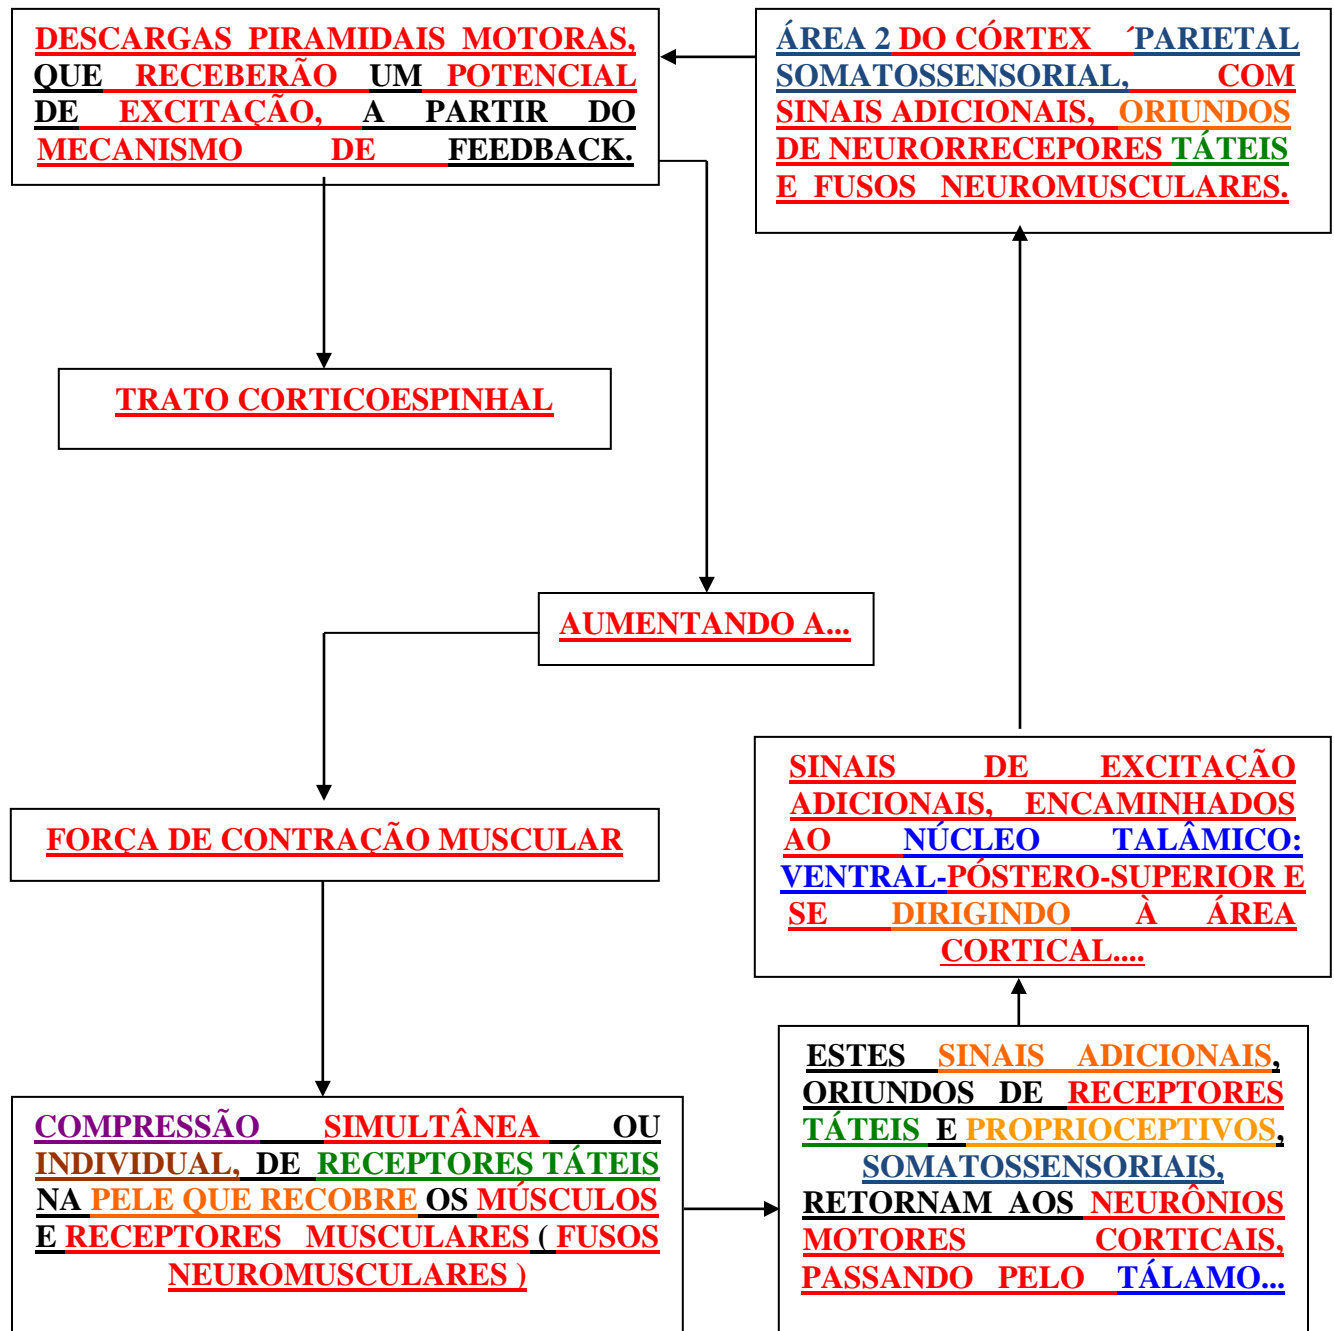 DESCARGAS PIRAMIDAIS MOTORAS,
QUE RECEBERÃO UM POTENCIAL
DE EXCITAÇÃO, A PARTIR DO
MECANISMO DE FEEDBACK.
ÁREA 2 DO CÓRTEX ´PARIETAL
SOMATOSSENSORIAL, COM
SINAIS ADICIONAIS, ORIUNDOS
DE NEURORRECEPORES TÁTEIS
E FUSOS NEUROMUSCULARES.
TRATO CORTICOESPINHAL
AUMENTANDO A...
FORÇA DE CONTRAÇÃO MUSCULAR
SINAIS DE EXCITAÇÃO
ADICIONAIS, ENCAMINHADOS
AO NÚCLEO TALÂMICO:
VENTRAL-PÓSTERO-SUPERIOR E
SE DIRIGINDO À ÁREA
CORTICAL....
COMPRESSÃO SIMULTÂNEA OU
INDIVIDUAL, DE RECEPTORES TÁTEIS
NA PELE QUE RECOBRE OS MÚSCULOS
E RECEPTORES MUSCULARES ( FUSOS
NEUROMUSCULARES )
ESTES SINAIS ADICIONAIS,
ORIUNDOS DE RECEPTORES
TÁTEIS E PROPRIOCEPTIVOS,
SOMATOSSENSORIAIS,
RETORNAM AOS NEURÔNIOS
MOTORES CORTICAIS,
PASSANDO PELO TÁLAMO...